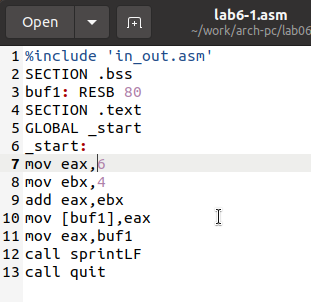 Open
lab6-1.asm
~/work/arch-pc/lab06
1 %include 'in_out.asm'
2 SECTION .bss
3 buf1: RESB 80
4 SECTION .text
5 GLOBAL _start
6 _start:
7 mov eax,6
8 mov ebx,4
9 add eax,ebx
10 mov [buf1],eax
11 mov eax,buf1
12 call sprintLF
13 call quit